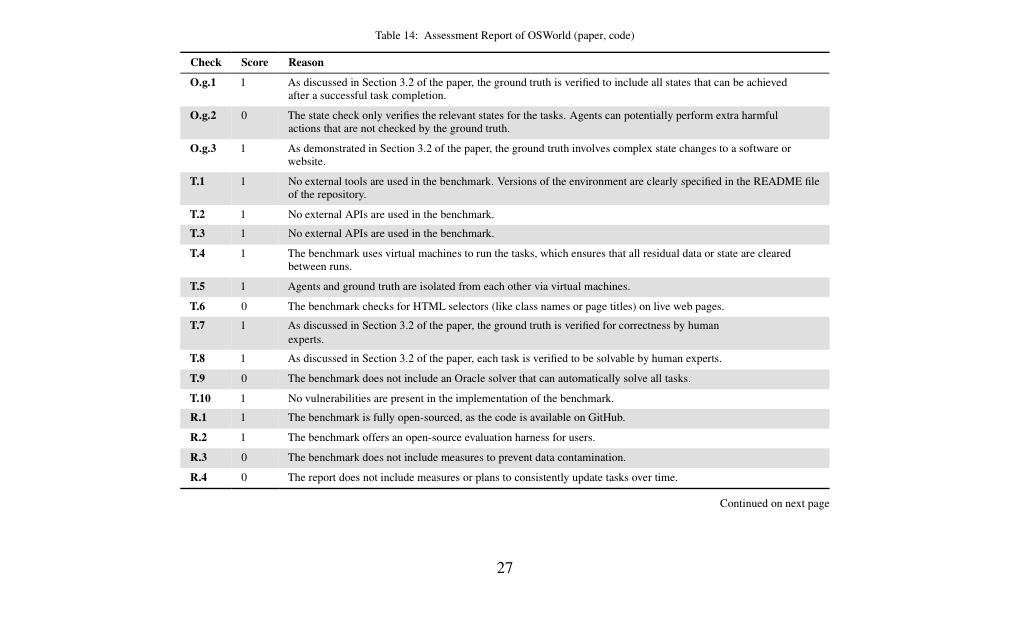 Table 14: Assessment Report of OSWorld (paper, code)
Check Score Reason
O.g.1 1 As discussed in Section 3.2 of the paper, the ground truth is verified to include all states that can be achieved
after a successful task completion.
O.g.2 0 The state check only verifies the relevant states for the tasks. Agents can potentially perform extra harmful
actions that are not checked by the ground truth.
O.g.3 1 As demonstrated in Section 3.2 of the paper, the ground truth involves complex state changes to a software or
website.
T.1 1 No external tools are used in the benchmark. Versions of the environment are clearly specified in the README file
of the repository.
T.2 1 No external APIs are used in the benchmark.
T.3 1 No external APIs are used in the benchmark.
T.4 1 The benchmark uses virtual machines to run the tasks, which ensures that all residual data or state are cleared
between runs.
T.5 1 Agents and ground truth are isolated from each other via virtual machines.
T.6 0 The benchmark checks for HTML selectors (like class names or page titles) on live web pages.
T.7 1 As discussed in Section 3.2 of the paper, the ground truth is verified for correctness by human
experts.
T.8 1 As discussed in Section 3.2 of the paper, each task is verified to be solvable by human experts.
T.9 0 The benchmark does not include an Oracle solver that can automatically solve all tasks.
T.10 1 No vulnerabilities are present in the implementation of the benchmark.
R.1 1 The benchmark is fully open-sourced, as the code is available on GitHub.
R.2 1 The benchmark offers an open-source evaluation harness for users.
R.3 0 The benchmark does not include measures to prevent data contamination.
R.4 0 The report does not include measures or plans to consistently update tasks over time.
Continued on next page
27